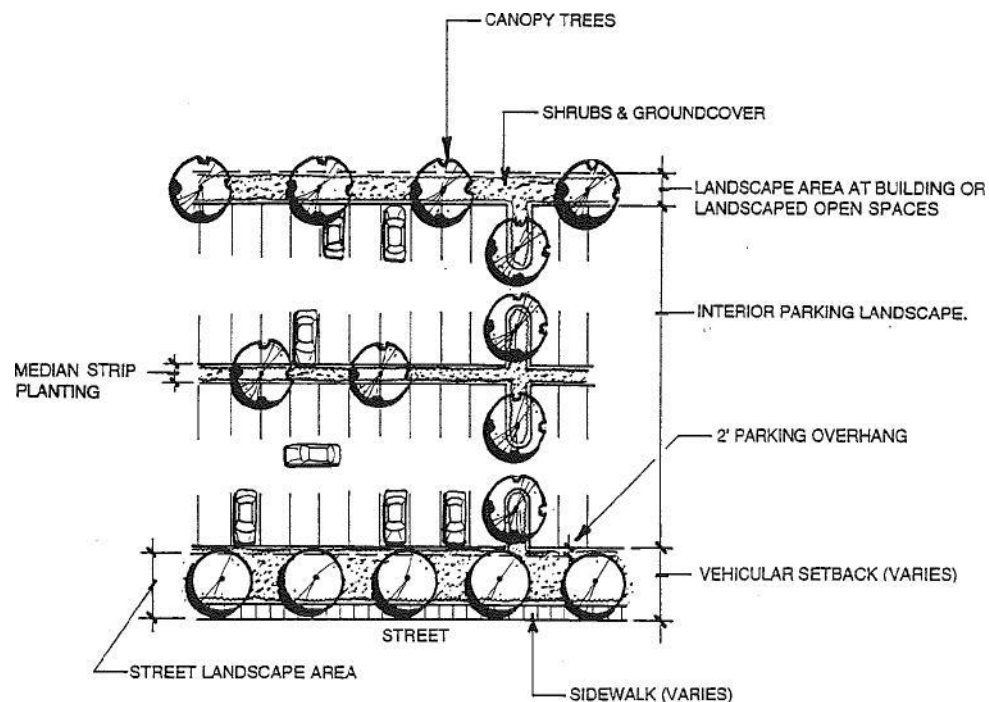 CANOPY TREES
SHRUBS & GROUNDCOVER
LANDSCAPE AREA AT BUILDING OR
LANDSCAPED OPEN SPACES
INTERIOR PARKING LANDSCAPE.
MEDIAN STRIP
PLANTING
2' PARKING OVERHANG
VEHICULAR SETBACK (VARIES)
STREET
STREET LANDSCAPE AREA
SIDEWALK (VARIES)